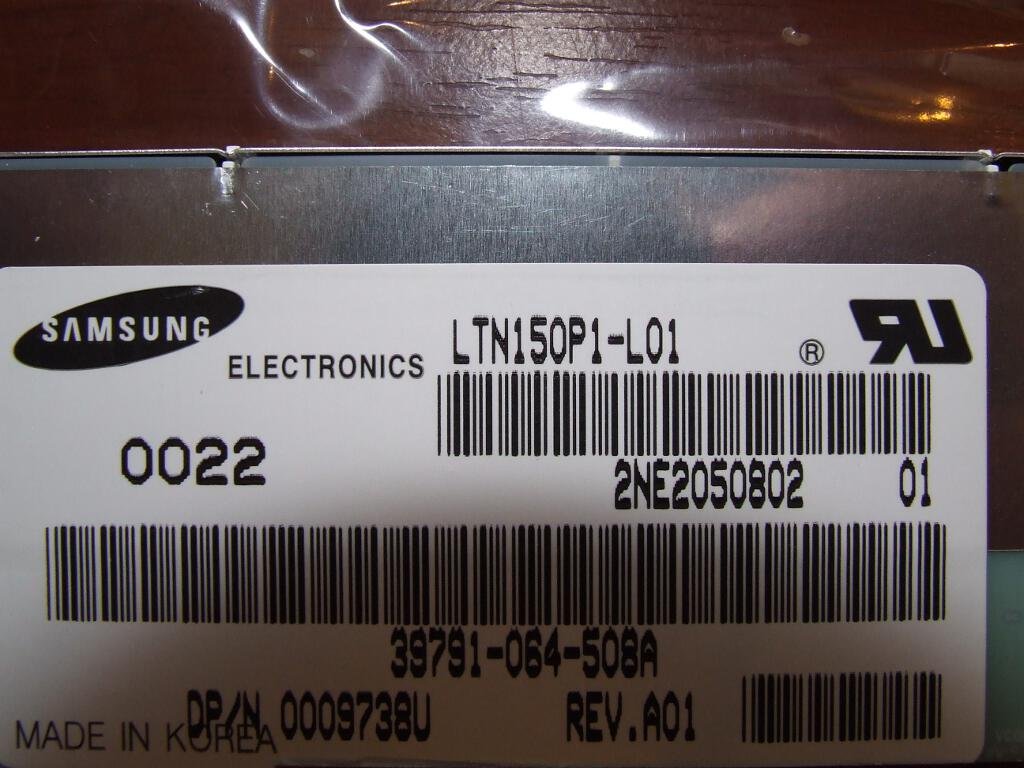 SAMSUNG
ELECTRONICS
LTN150P1-L01
®
0022
2NE2050802 01
39791-064-508A
DP/N 0009738U REV.A01
MADE IN KOREA